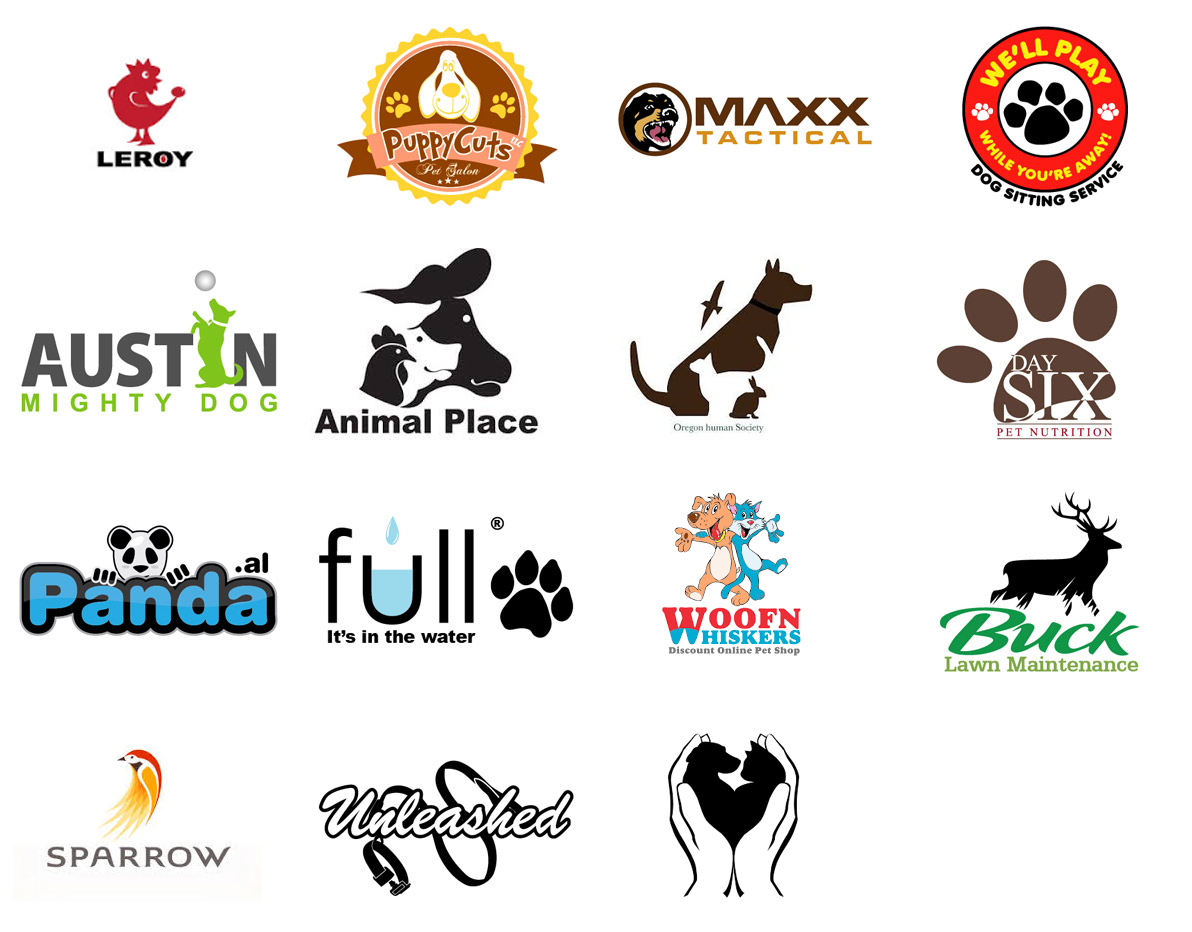 LEROY
PuppyCuts LLC
Pet Salon
MAXX
TACTICAL
WE'LL PLAY
WHILE YOU'RE AWAY!
DOG SITTING SERVICE
AUSTIN
MIGHTY DOG
Animal Place
Oregon human Society
DAY
SIX
PET NUTRITION
Panda.al
full®
It's in the water
WOOFN
WHISKERS
Discount Online Pet Shop
Buck
Lawn Maintenance
SPARROW
Unleashed